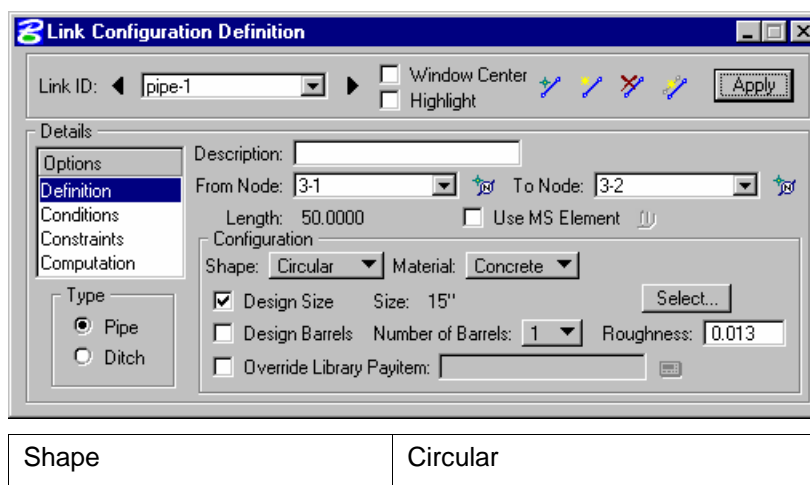 Link Configuration Definition
Link ID: pipe-1 Window Center Apply
Highlight
Details
Options Description:
Definition From Node: 3-1 To Node: 3-2
Conditions Length: 50.0000 Use MS Element
Constraints Configuration
Computation Shape: Circular Material: Concrete
Type Design Size Size: 15" Select...
Pipe Design Barrels Number of Barrels: 1 Roughness: 0.013
Ditch Override Library Payitem:
Shape Circular